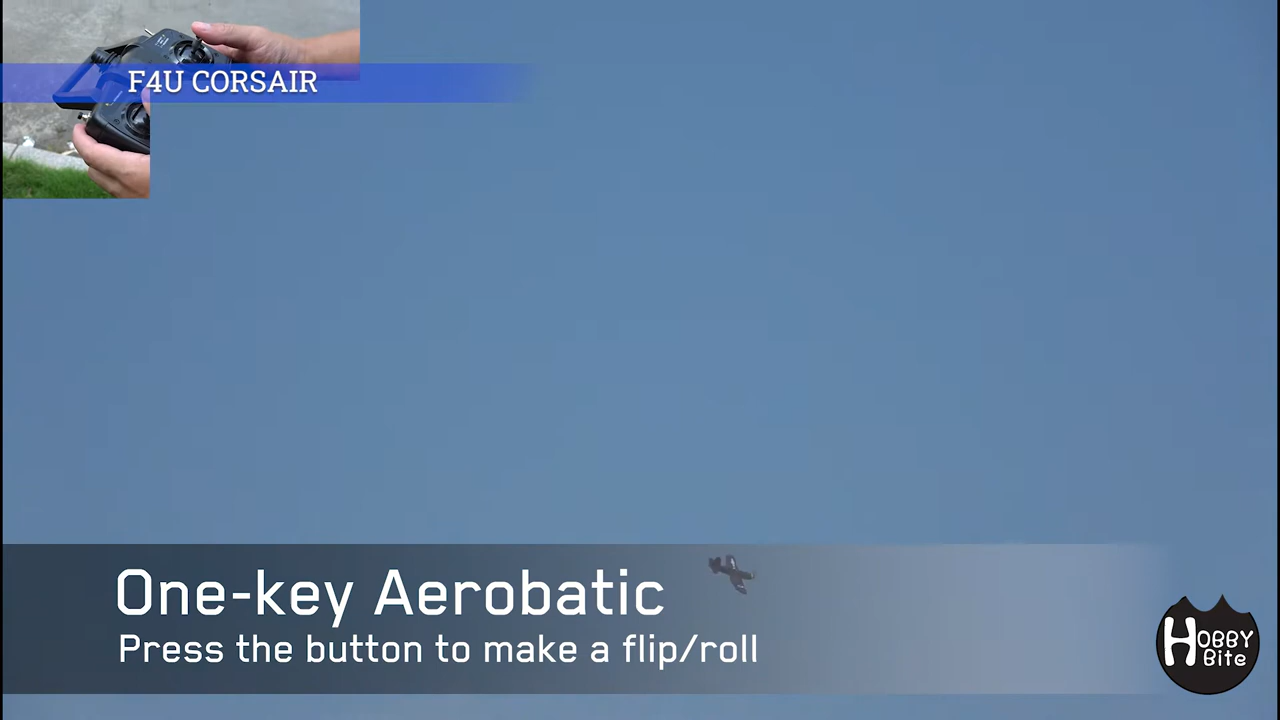 F4U CORSAIR
One-key Aerobatic
Press the button to make a flip/roll
HOBBY
Bite